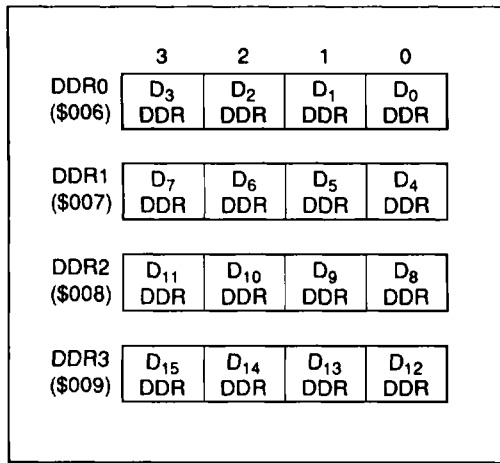 3 2 1 0
DDR0 D₃ D₂ D₁ D₀
($006) DDR DDR DDR DDR
DDR1 D₇ D₆ D₅ D₄
($007) DDR DDR DDR DDR
DDR2 D₁₁ D₁₀ D₉ D₈
($008) DDR DDR DDR DDR
DDR3 D₁₅ D₁₄ D₁₃ D₁₂
($009) DDR DDR DDR DDR